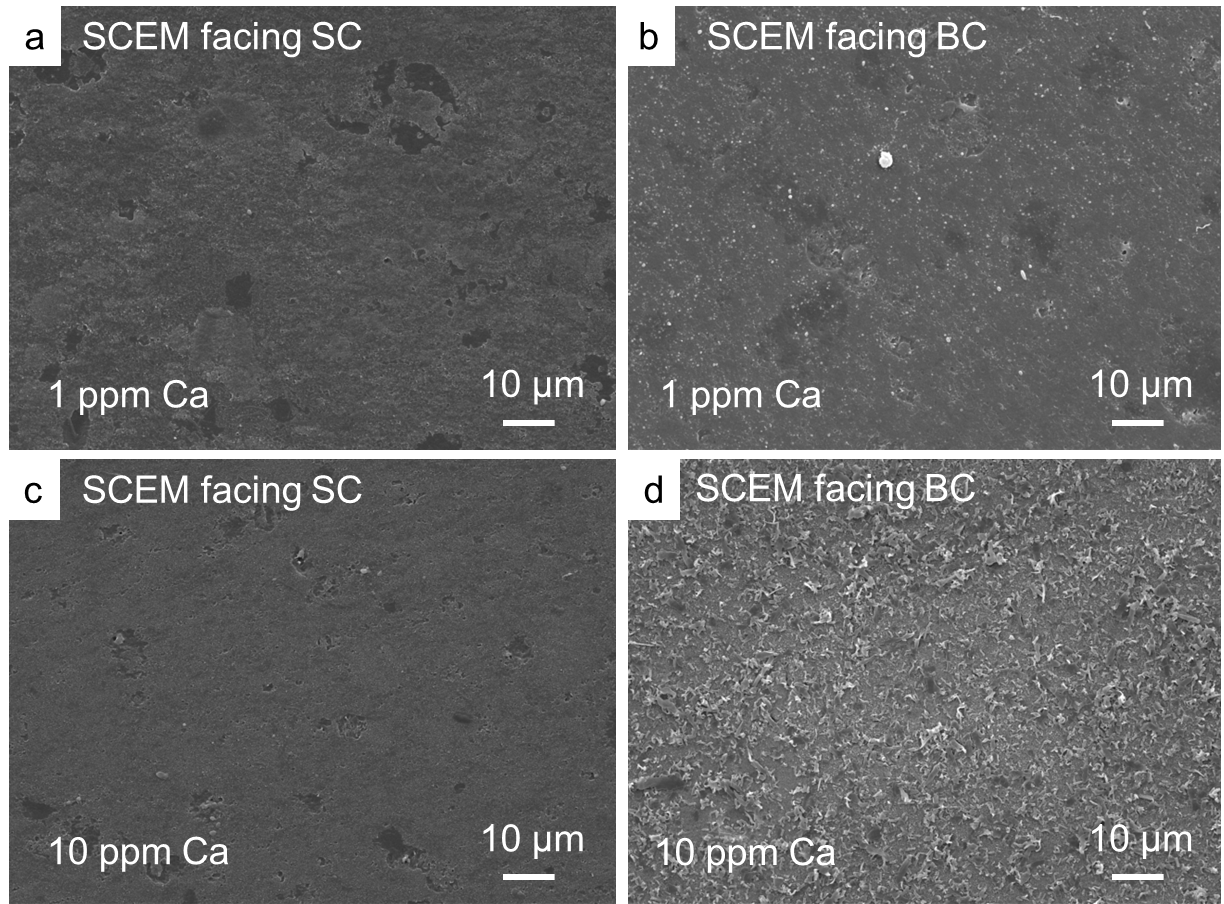 a
SCEM facing SC
1 ppm Ca
10 µm
b
SCEM facing BC
1 ppm Ca
10 µm
c
SCEM facing SC
10 ppm Ca
10 µm
d
SCEM facing BC
10 ppm Ca
10 µm